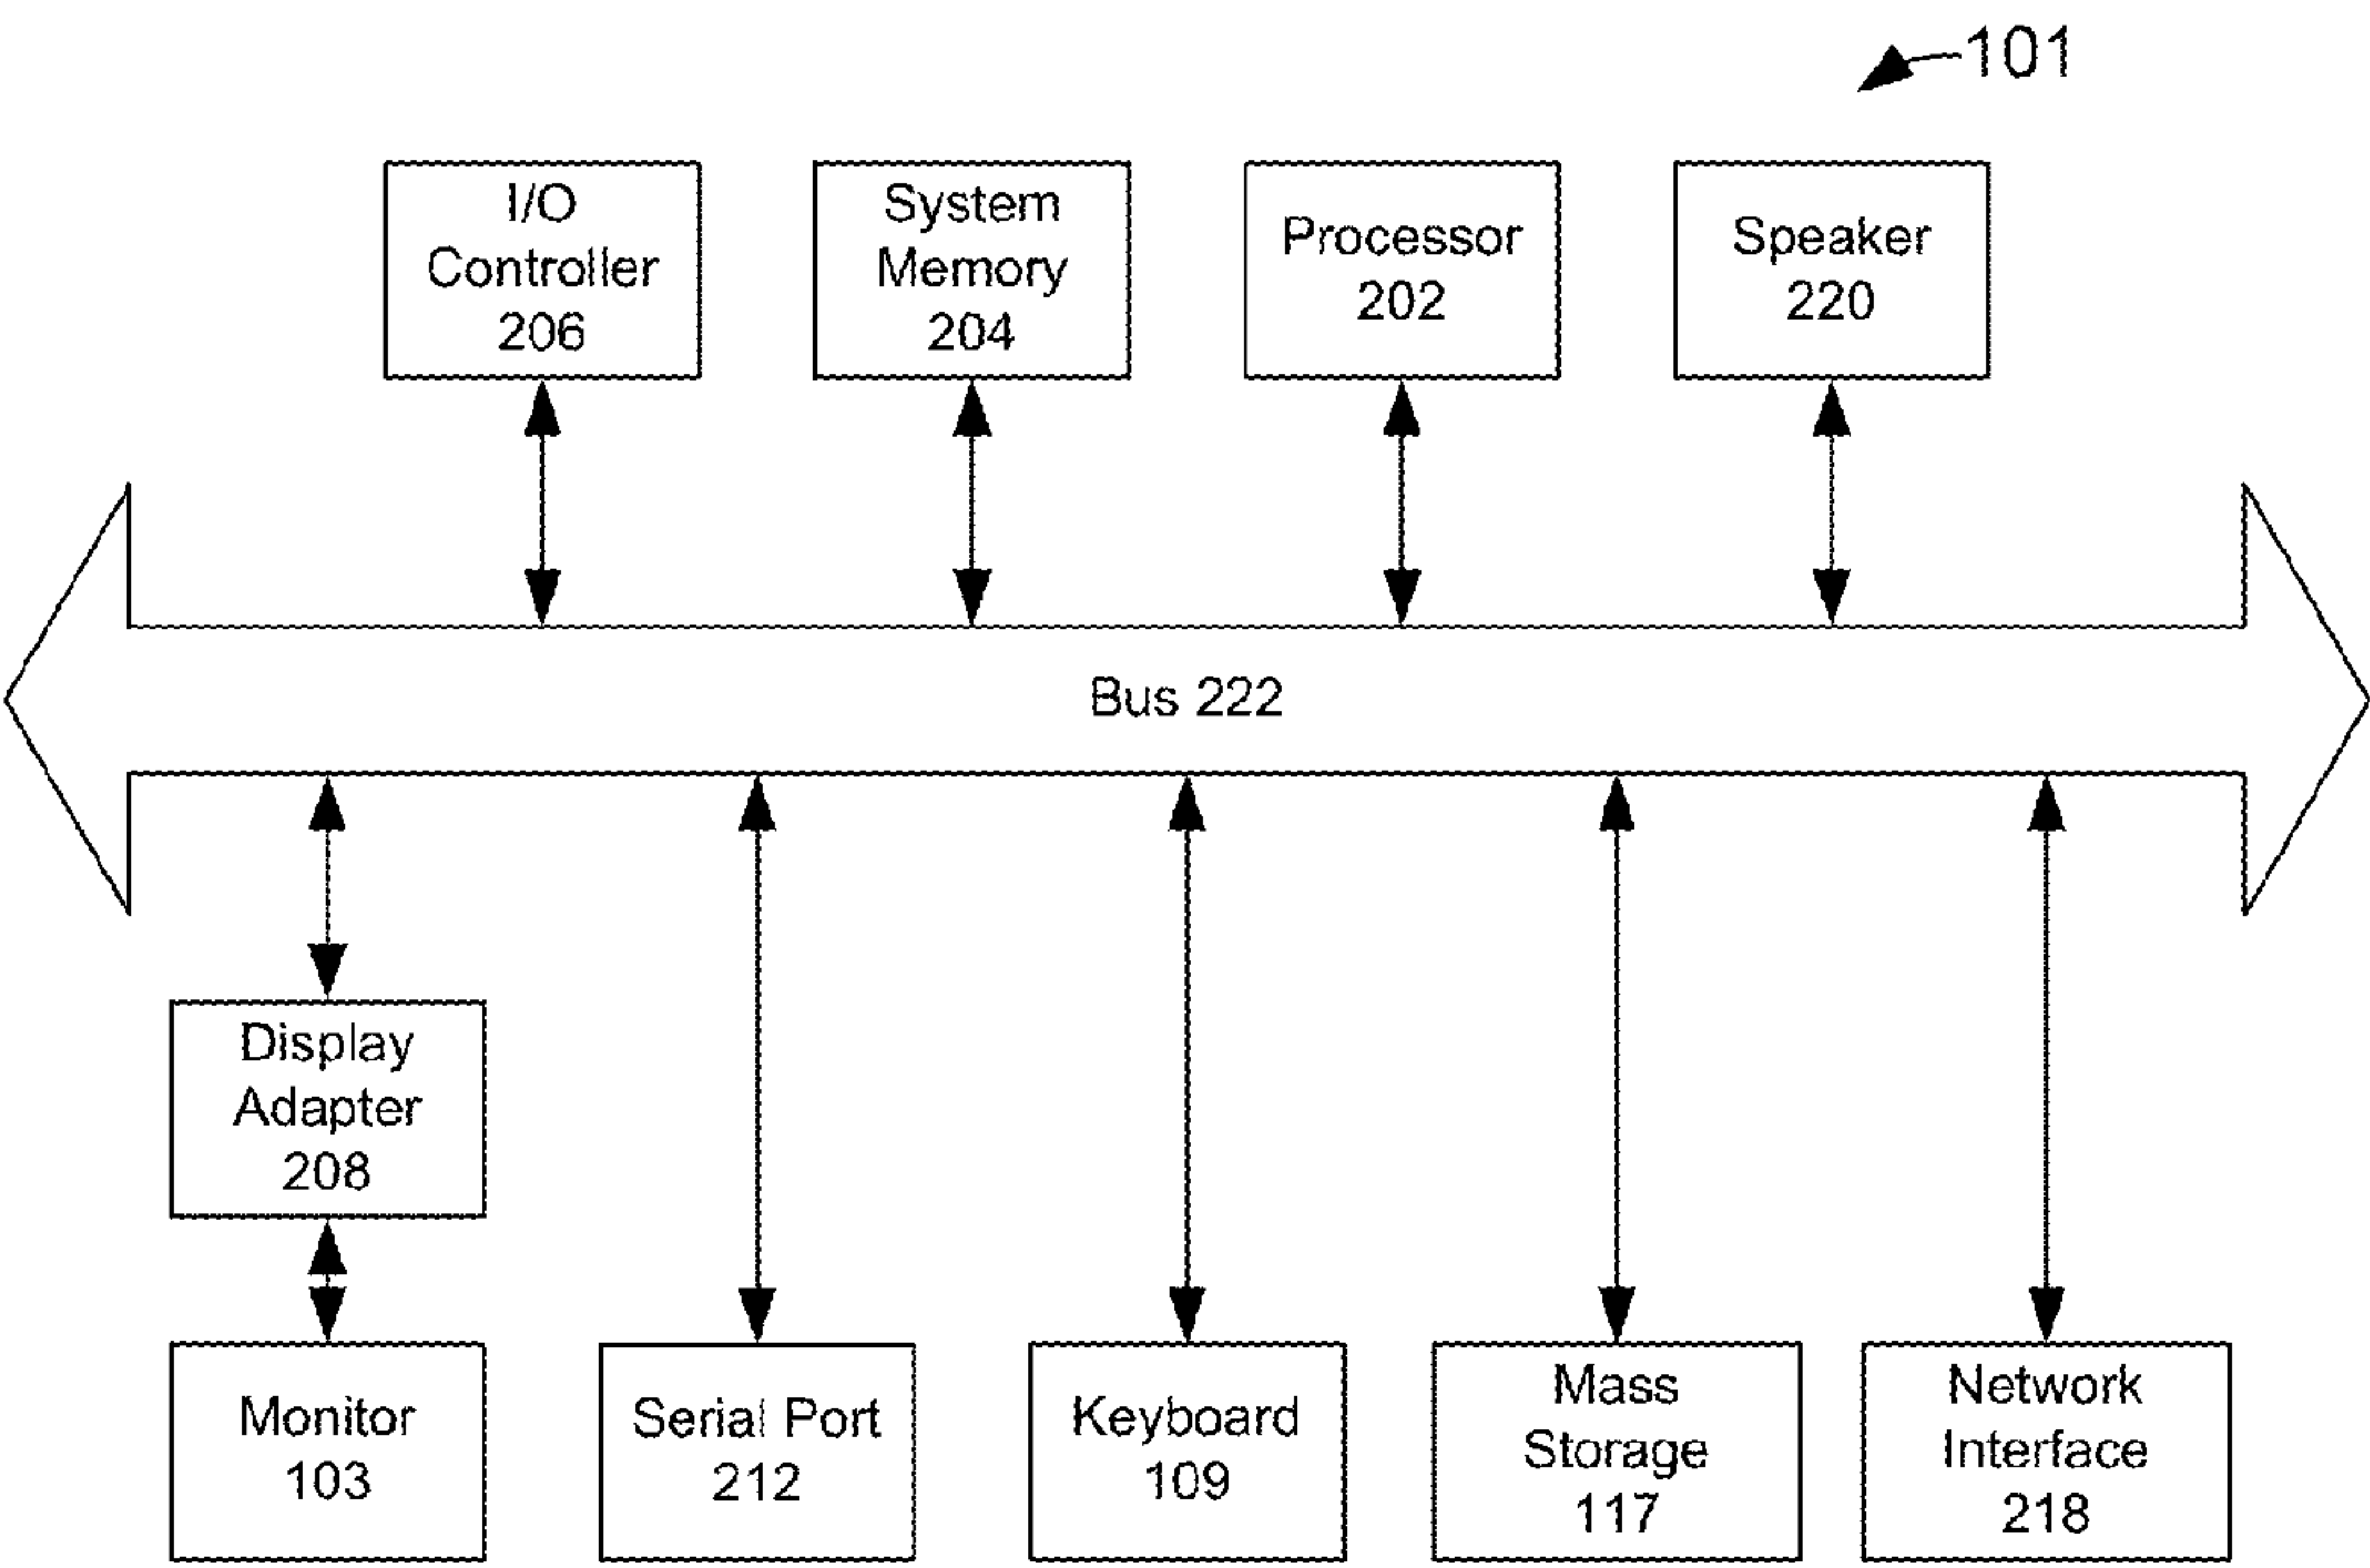 101
I/O
Controller
206
System
Memory
204
Processor
202
Speaker
220
Bus 222
Display
Adapter
208
Monitor
103
Serial Port
212
Keyboard
109
Mass
Storage
117
Network
Interface
218